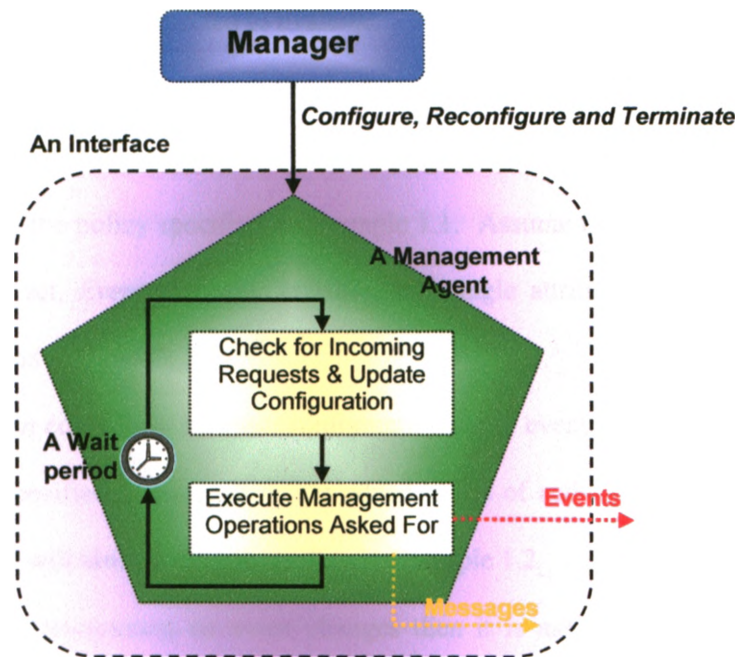 Manager
Configure, Reconfigure and Terminate
An Interface
A Management
Agent
Check for Incoming
Requests & Update
Configuration
A Wait
period
Execute Management
Operations Asked For
Events
Messages